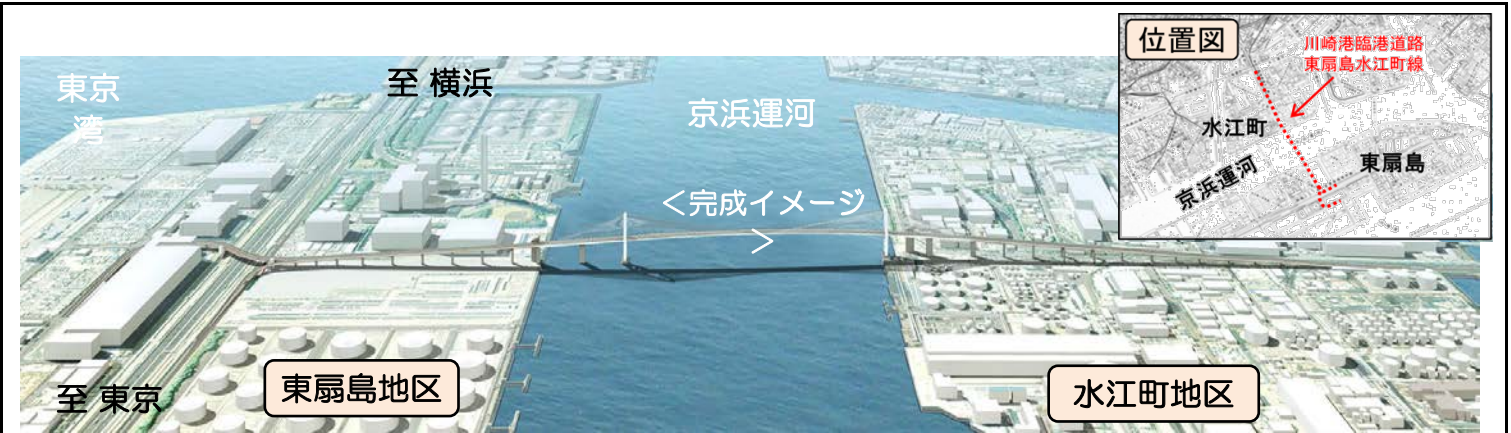 東京
湾
至 横浜
京浜運河
＜完成イメージ
＞
位置図
川崎港臨港道路
東扇島水江町線
水江町
東扇島
京浜運河
東扇島地区
水江町地区
至 東京